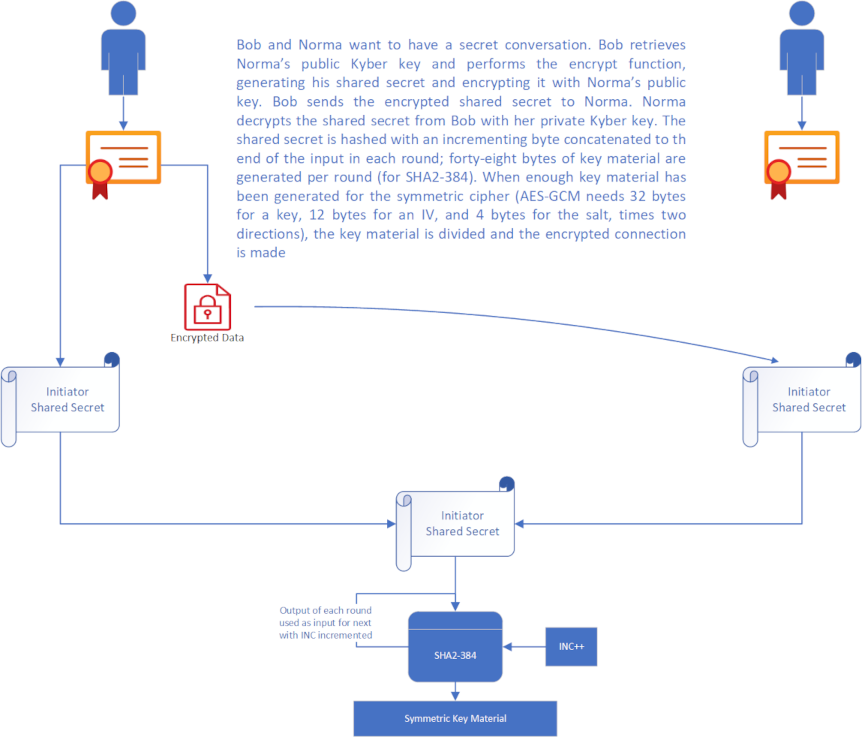 Bob and Norma want to have a secret conversation. Bob retrieves
Norma's public Kyber key and performs the encrypt function,
generating his shared secret and encrypting it with Norma's public
key. Bob sends the encrypted shared secret to Norma. Norma
decrypts the shared secret from Bob with her private Kyber key. The
shared secret is hashed with an incrementing byte concatenated to th
end of the input in each round; forty-eight bytes of key material are
generated per round (for SHA2-384). When enough key material has
been generated for the symmetric cipher (AES-GCM needs 32 bytes
for a key, 12 bytes for an IV, and 4 bytes for the salt, times two
directions), the key material is divided and the encrypted connection
is made
Encrypted Data
Initiator
Shared Secret
Initiator
Shared Secret
Initiator
Shared Secret
Output of each round
used as input for next
with INC incremented
SHA2-384
INC++
Symmetric Key Material